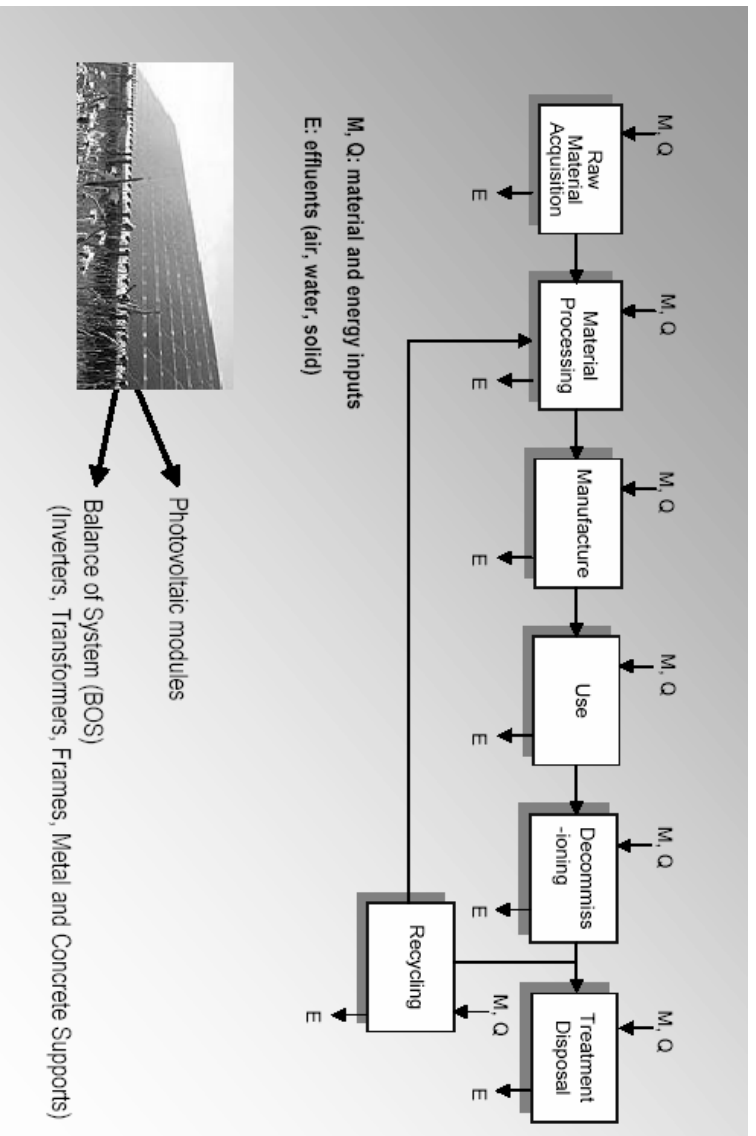 M, Q
M, Q
M, Q
M, Q
M, Q
M, Q
Raw
Material
Acquisition
Material
Processing
Manufacture
Use
Decommiss
-ioning
Treatment
Disposal
E
E
E
E
E
E
M, Q
Recycling
E
M, Q: material and energy inputs
E: effluents (air, water, solid)
Photovoltaic modules
Balance of System (BOS)
(Inverters, Transformers, Frames, Metal and Concrete Supports)